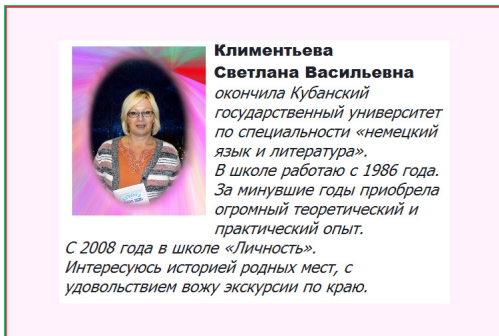 Климентьева
Светлана Васильевна
окончила Кубанский
государственный университет
по специальности «немецкий
язык и литература».
В школе работаю с 1986 года.
За минувшие годы приобрела
огромный теоретический и
практический опыт.
С 2008 года в школе «Личность».
Интересуюсь историей родных мест, с
удовольствием вожу экскурсии по краю.